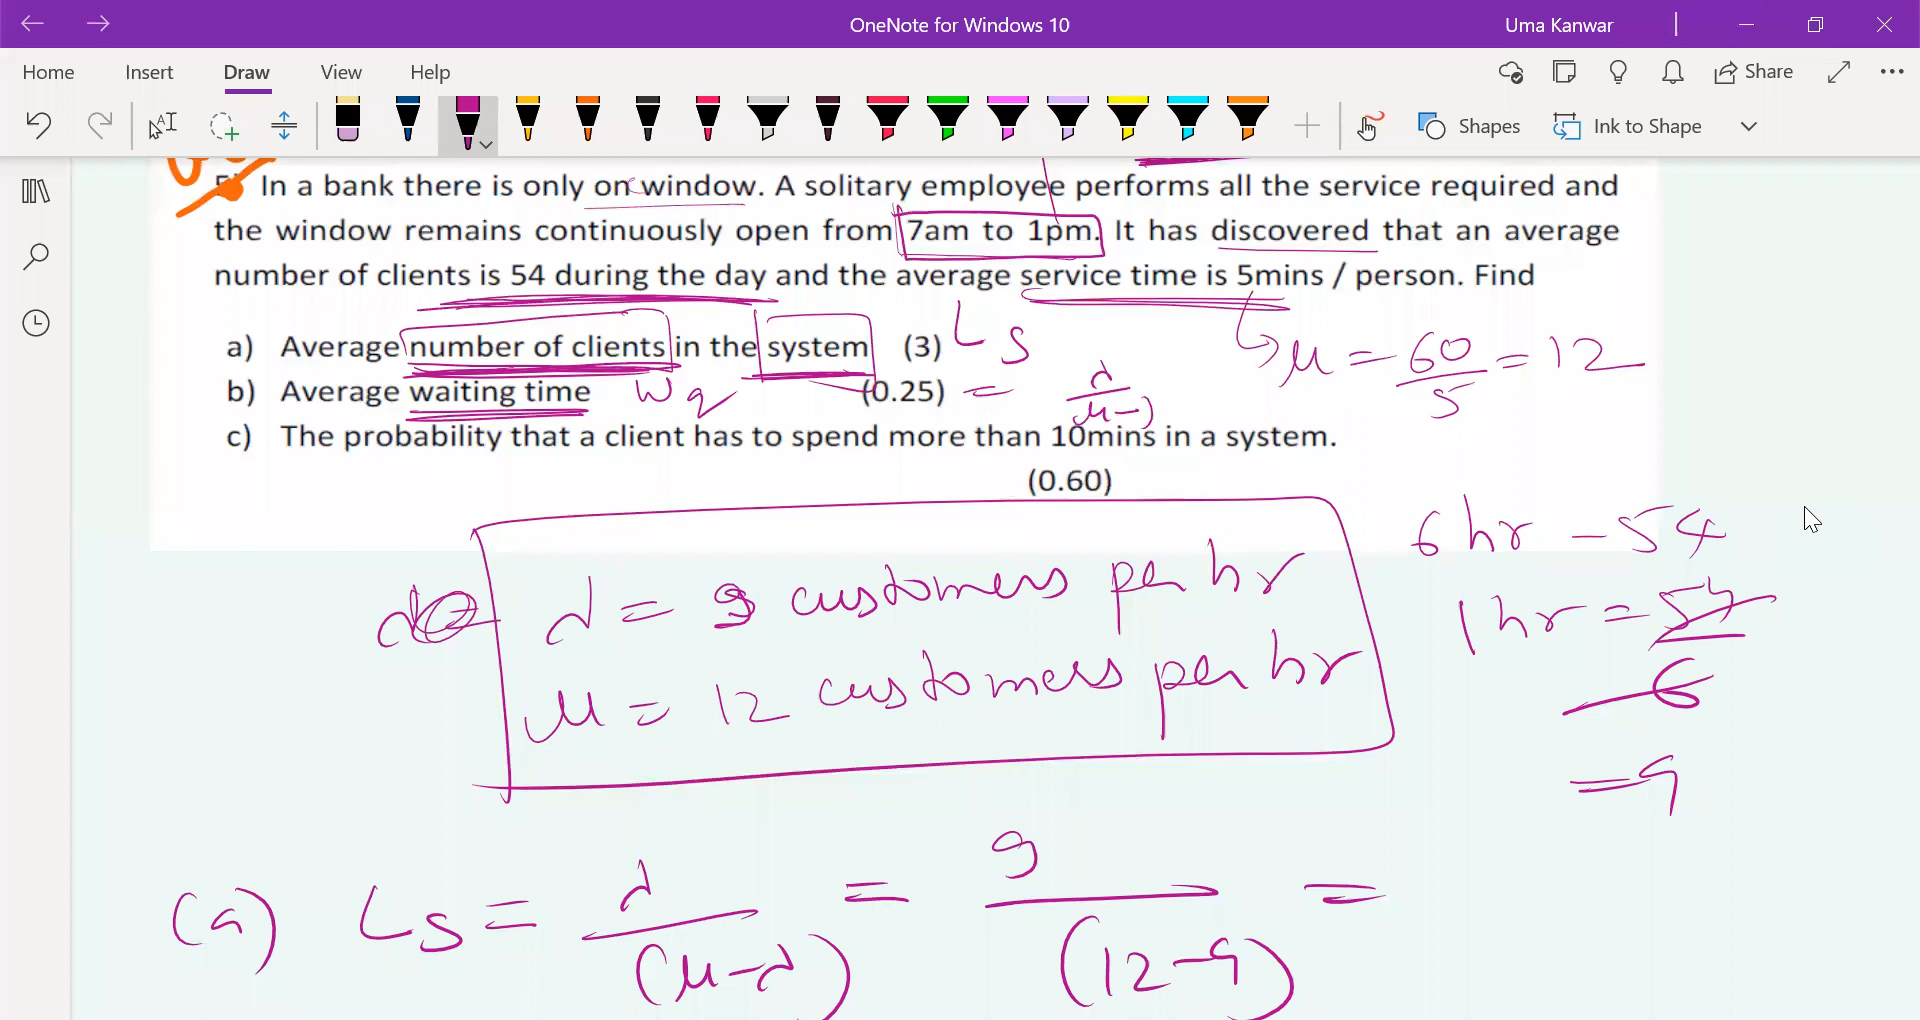 OneNote for Windows 10
Uma Kanwar
Home Insert Draw View Help
Share
Shapes Ink to Shape
In a bank there is only on window. A solitary employee performs all the service required and
the window remains continuously open from 7am to 1pm. It has discovered that an average
number of clients is 54 during the day and the average service time is 5mins / person. Find
a) Average number of clients in the system (3) Ls
μ = 60/5 = 12
b) Average waiting time Wq (0.25) = λ/μ-λ
c) The probability that a client has to spend more than 10mins in a system.
(0.60)
6 hr - 54
λ = 9 customers per hr
1 hr = 54/6
μ = 12 customers per hr
= 9
(a) Ls = λ/(μ-λ) = 9/(12-9) =